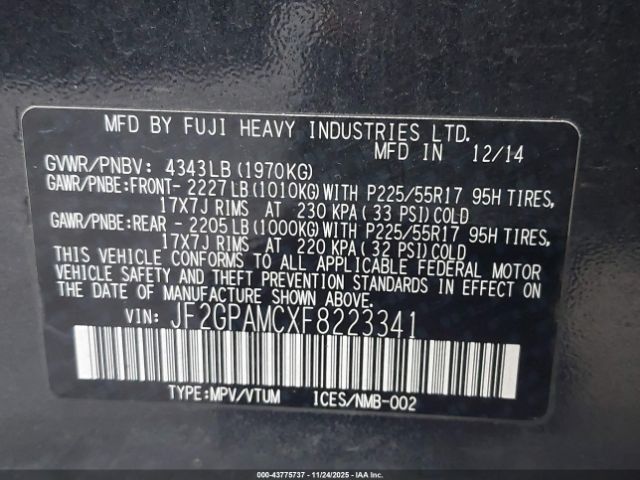 MFD BY FUJI HEAVY INDUSTRIES LTD.
MFD IN 12/14
GVWR/PNBV: 4343LB (1970KG)
GAWR/PNBE:FRONT- 2227LB(1010KG)WITH P225/55R17 95H TIRES,
17X7J RIMS AT 230 KPA(33 PSI)COLD
GAWR/PNBE:REAR - 2205LB(1000KG)WITH P225/55R17 95H TIRES,
17X7J RIMS AT 220 KPA(32 PSI)COLD
THIS VEHICLE CONFORMS TO ALL APPLICABLE FEDERAL MOTOR
VEHICLE SAFETY AND THEFT PREVENTION STANDARDS IN EFFECT
ON THE DATE OF MANUFACTURE SHOWN ABOVE.
VIN: JF2GPAMCXF8223341
TYPE:MPV/VTUM ICES/NMB-002
000-43775737 - 11/24/2025 - IAA Inc.